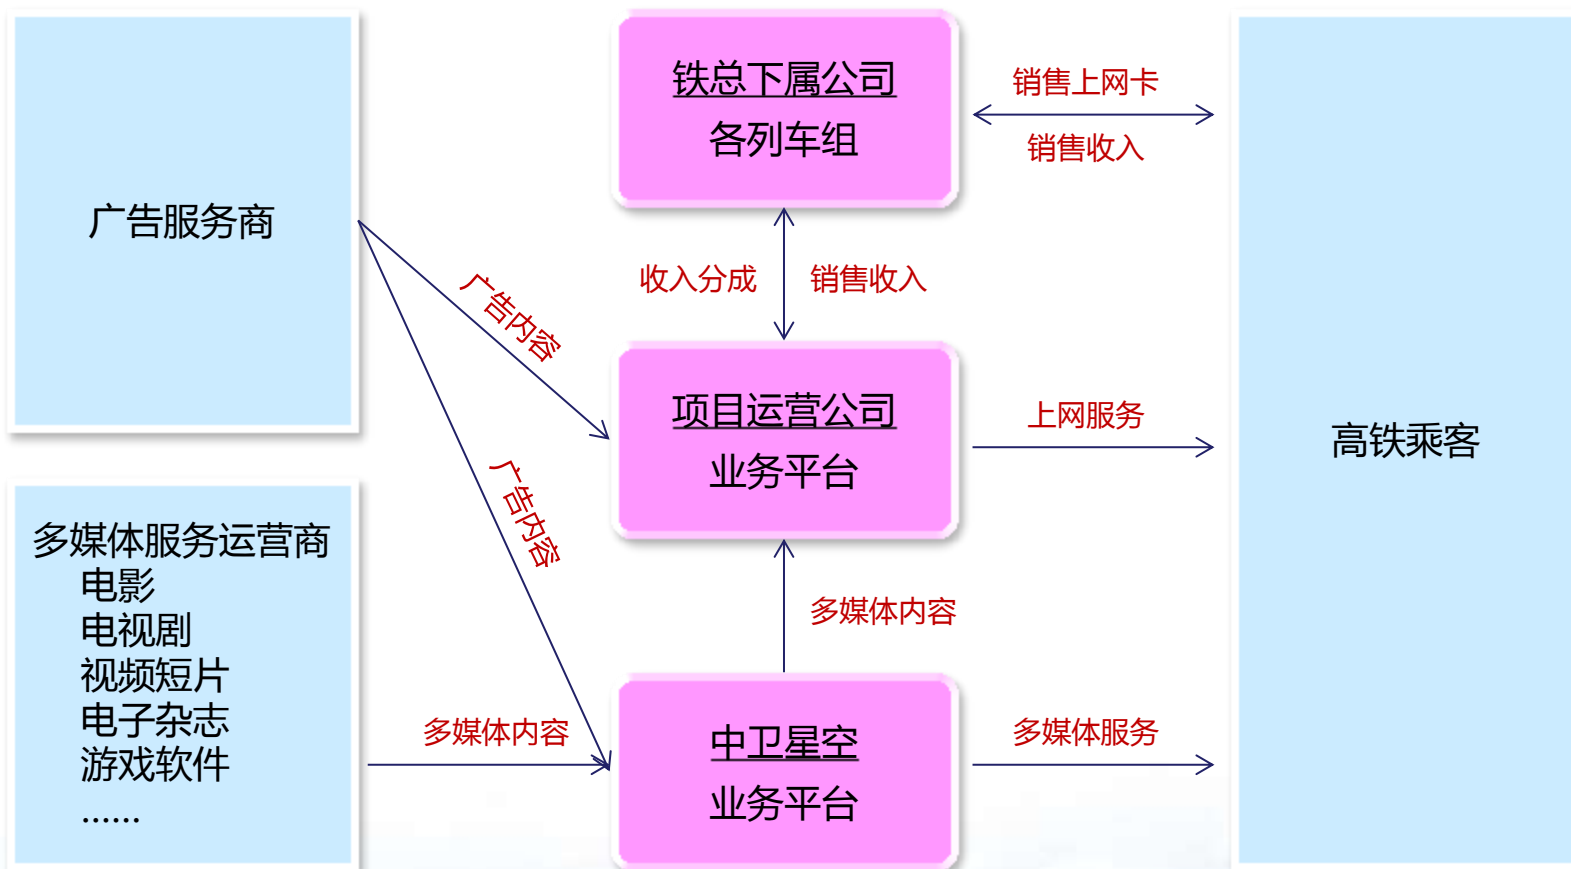 广告服务商
多媒体服务运营商
电影
电视剧
视频短片
电子杂志
游戏软件
......
广告内容
广告内容
多媒体内容
铁总下属公司
各列车组
收入分成
销售收入
项目运营公司
业务平台
多媒体内容
中卫星空
业务平台
销售上网卡
销售收入
上网服务
多媒体服务
高铁乘客